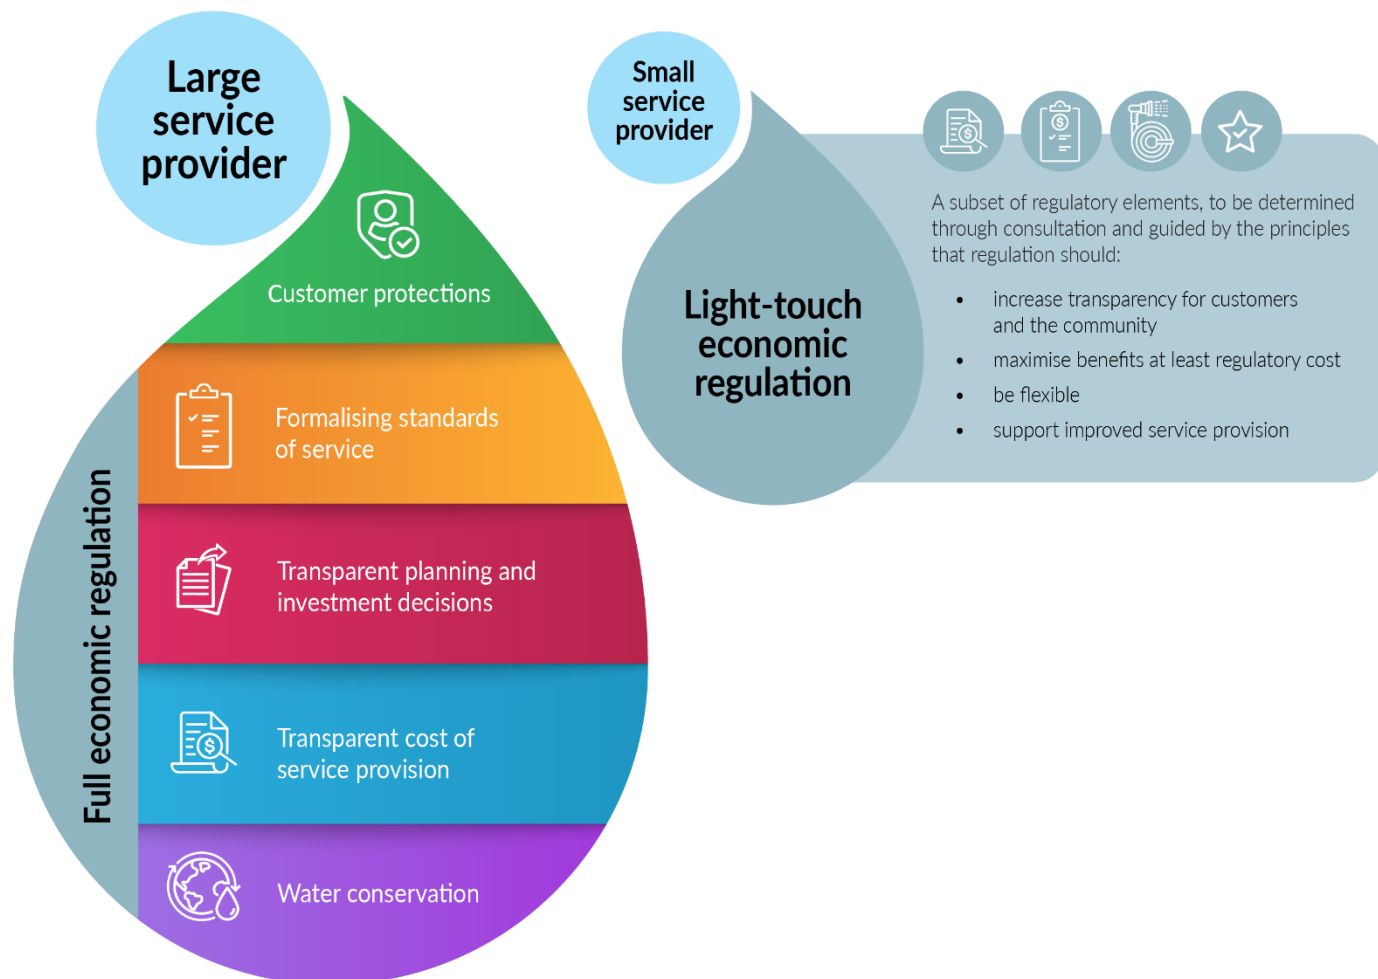 Large
service
provider
Customer protections
Formalising standards
of service
Transparent planning and
investment decisions
Transparent cost of
service provision
Water conservation
Full economic regulation
Small
service
provider
Light-touch
economic
regulation
A subset of regulatory elements, to be determined
through consultation and guided by the principles
that regulation should:
• increase transparency for customers
and the community
• maximise benefits at least regulatory cost
• be flexible
• support improved service provision